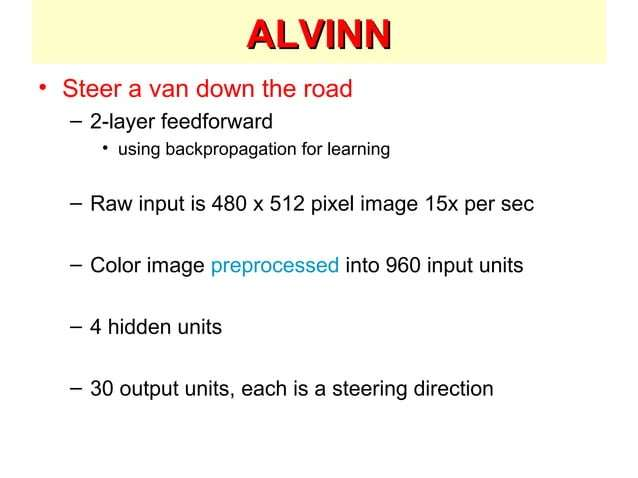 ALVINN
• Steer a van down the road
– 2-layer feedforward
• using backpropagation for learning
– Raw input is 480 x 512 pixel image 15x per sec
– Color image preprocessed into 960 input units
– 4 hidden units
– 30 output units, each is a steering direction